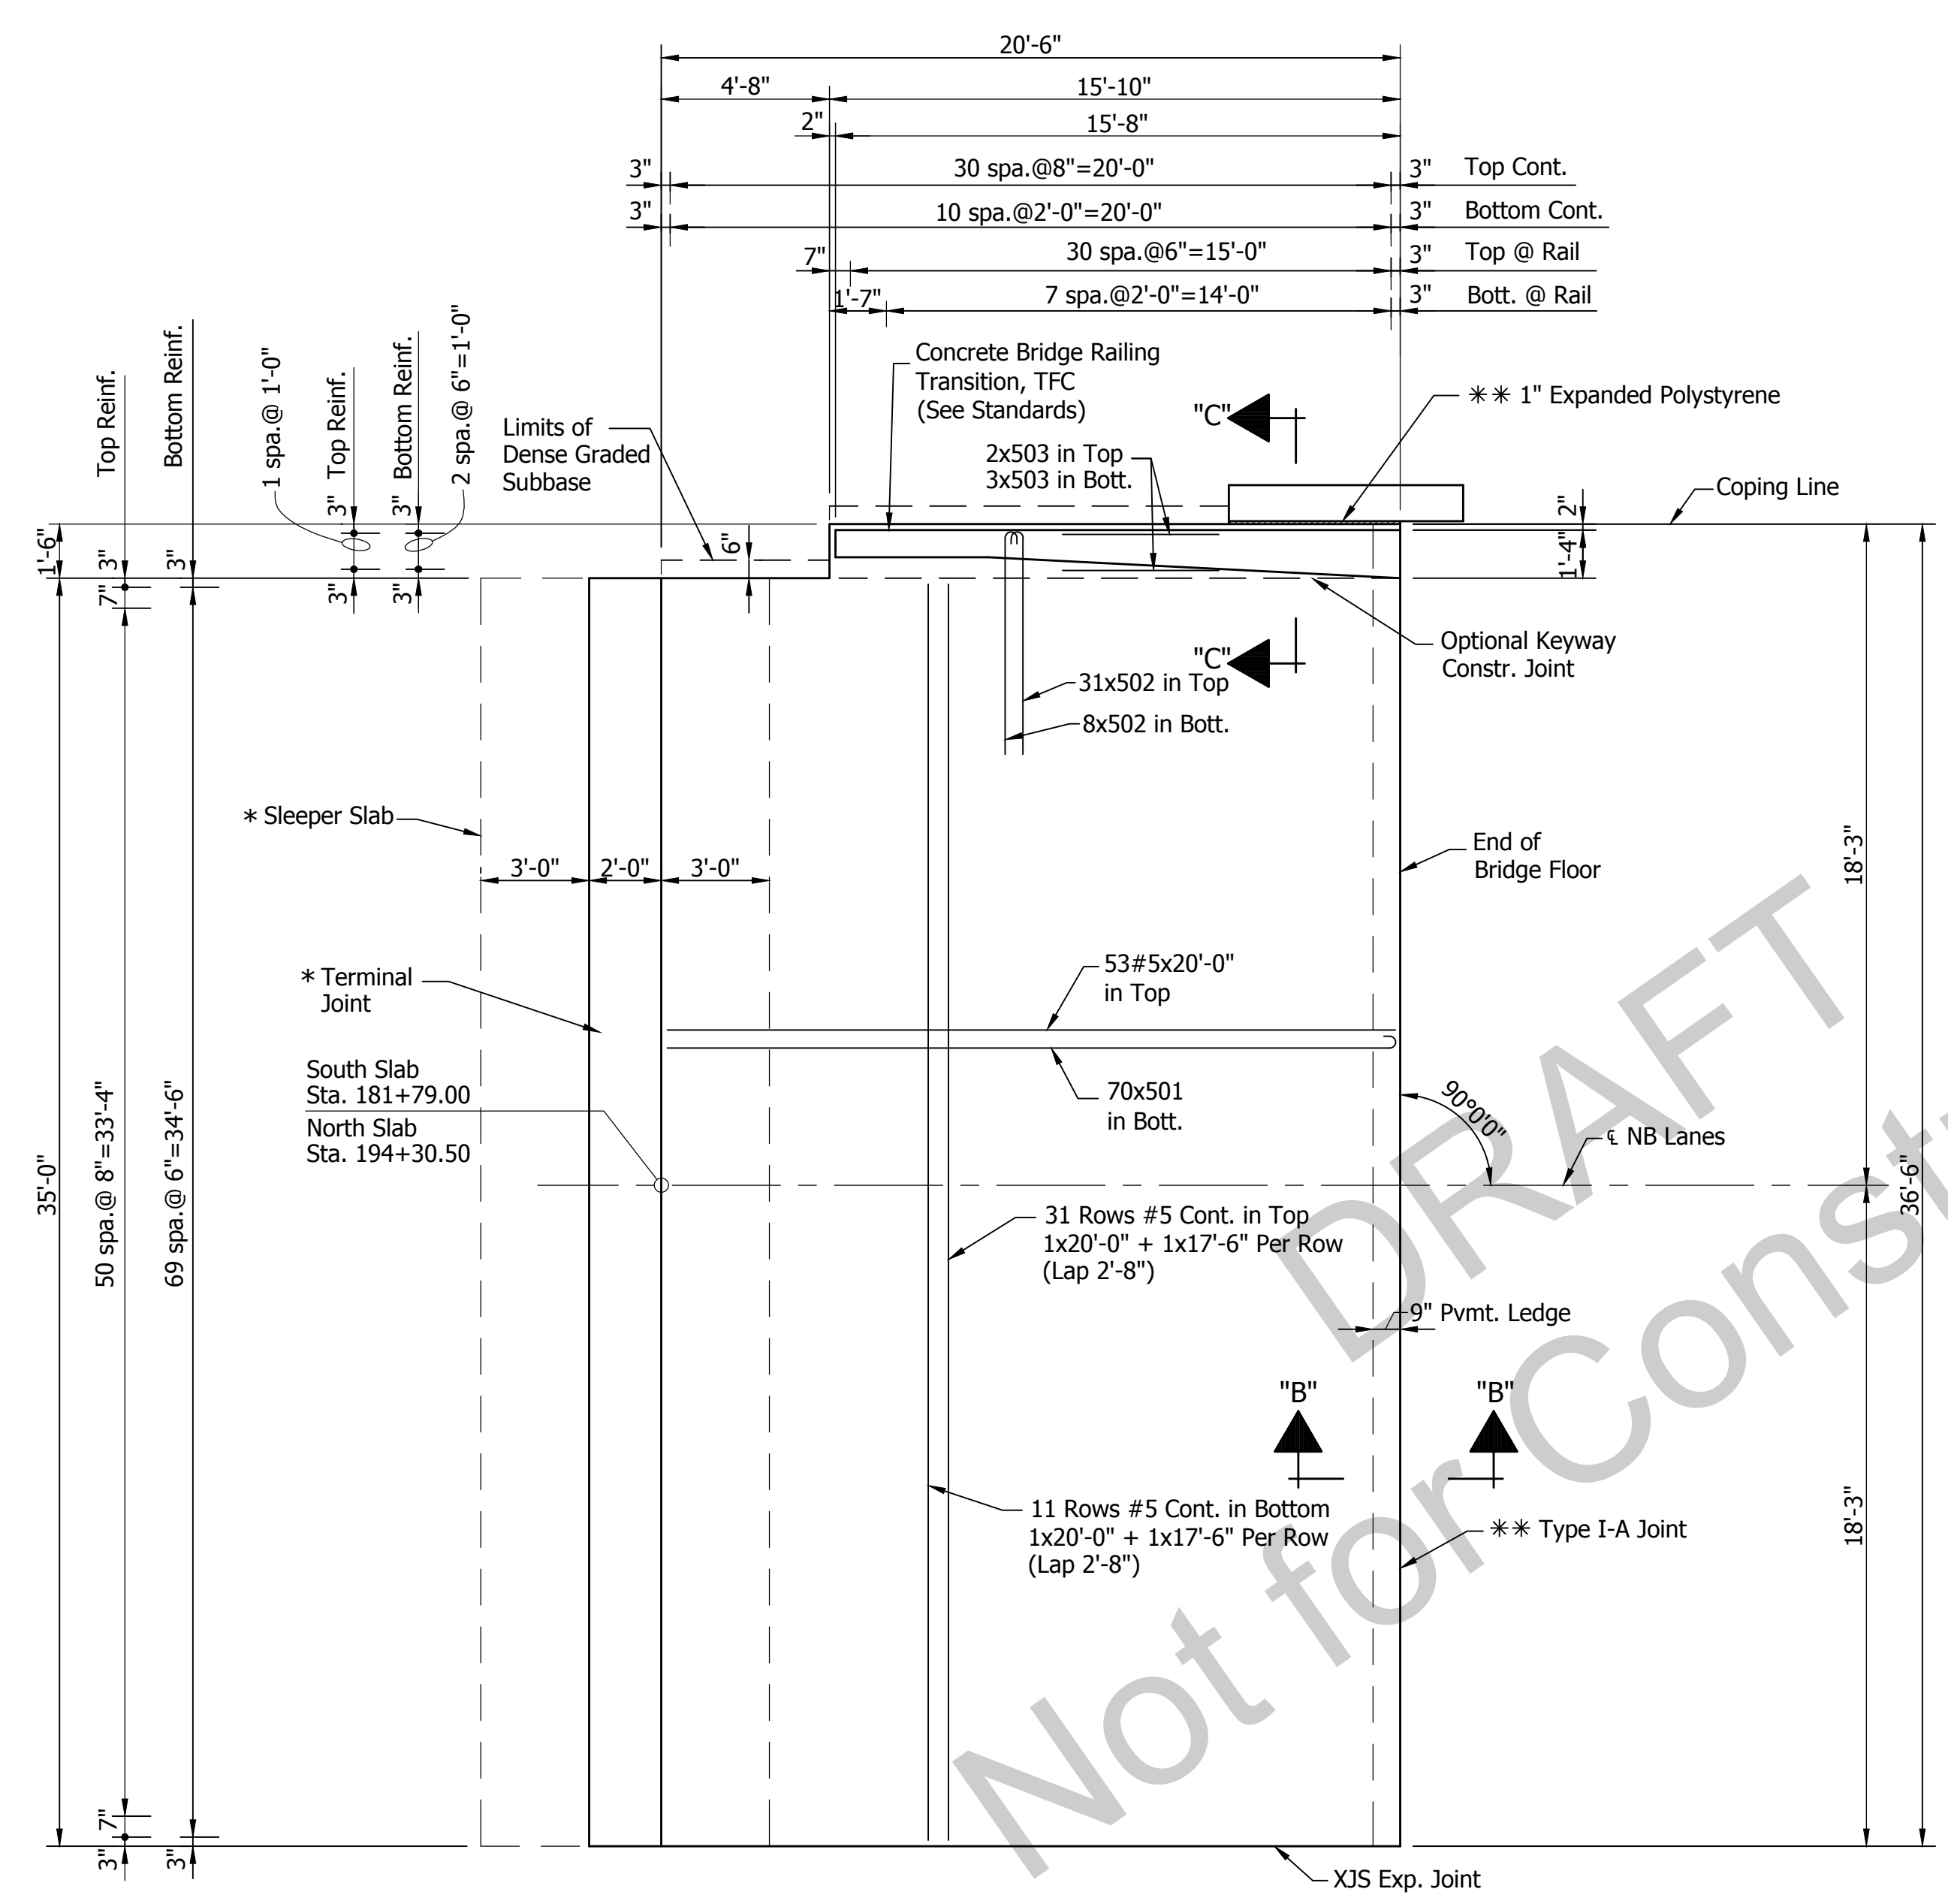 20'-6"
4'-8"
15'-10"
2"
15'-8"
3"
30 spa.@8"=20'-0"
3"
Top Cont.
3"
10 spa.@2'-0"=20'-0"
3"
Bottom Cont.
7"
30 spa.@6"=15'-0"
3"
Top @ Rail
1'-7"
7 spa.@2'-0"=14'-0"
3"
Bott. @ Rail
Top Reinf.
Bottom Reinf.
1 spa.@ 1'-0"
Top Reinf.
Bottom Reinf.
2 spa.@ 6"=1'-0"
3"
3"
3"
3"
1'-6"
3"
7"
3"
6"
Limits of
Dense Graded
Subbase
Concrete Bridge Railing
Transition, TFC
(See Standards)
2x503 in Top
3x503 in Bott.
"C"
** 1" Expanded Polystyrene
Coping Line
2"
1'-4"
Optional Keyway
Constr. Joint
"C"
31x502 in Top
8x502 in Bott.
* Sleeper Slab
3'-0"
2'-0"
3'-0"
End of
Bridge Floor
18'-3"
* Terminal
Joint
53#5x20'-0"
in Top
South Slab
Sta. 181+79.00
North Slab
Sta. 194+30.50
70x501
in Bott.
90°0'0"
℄ NB Lanes
35'-0"
50 spa.@ 8"=33'-4"
69 spa.@ 6"=34'-6"
36'-6"
31 Rows #5 Cont. in Top
1x20'-0" + 1x17'-6" Per Row
(Lap 2'-8")
9" Pvmt. Ledge
"B"
"B"
11 Rows #5 Cont. in Bottom
1x20'-0" + 1x17'-6" Per Row
(Lap 2'-8")
** Type I-A Joint
18'-3"
7"
3"
3"
XJS Exp. Joint
DRAFT
Not for Const